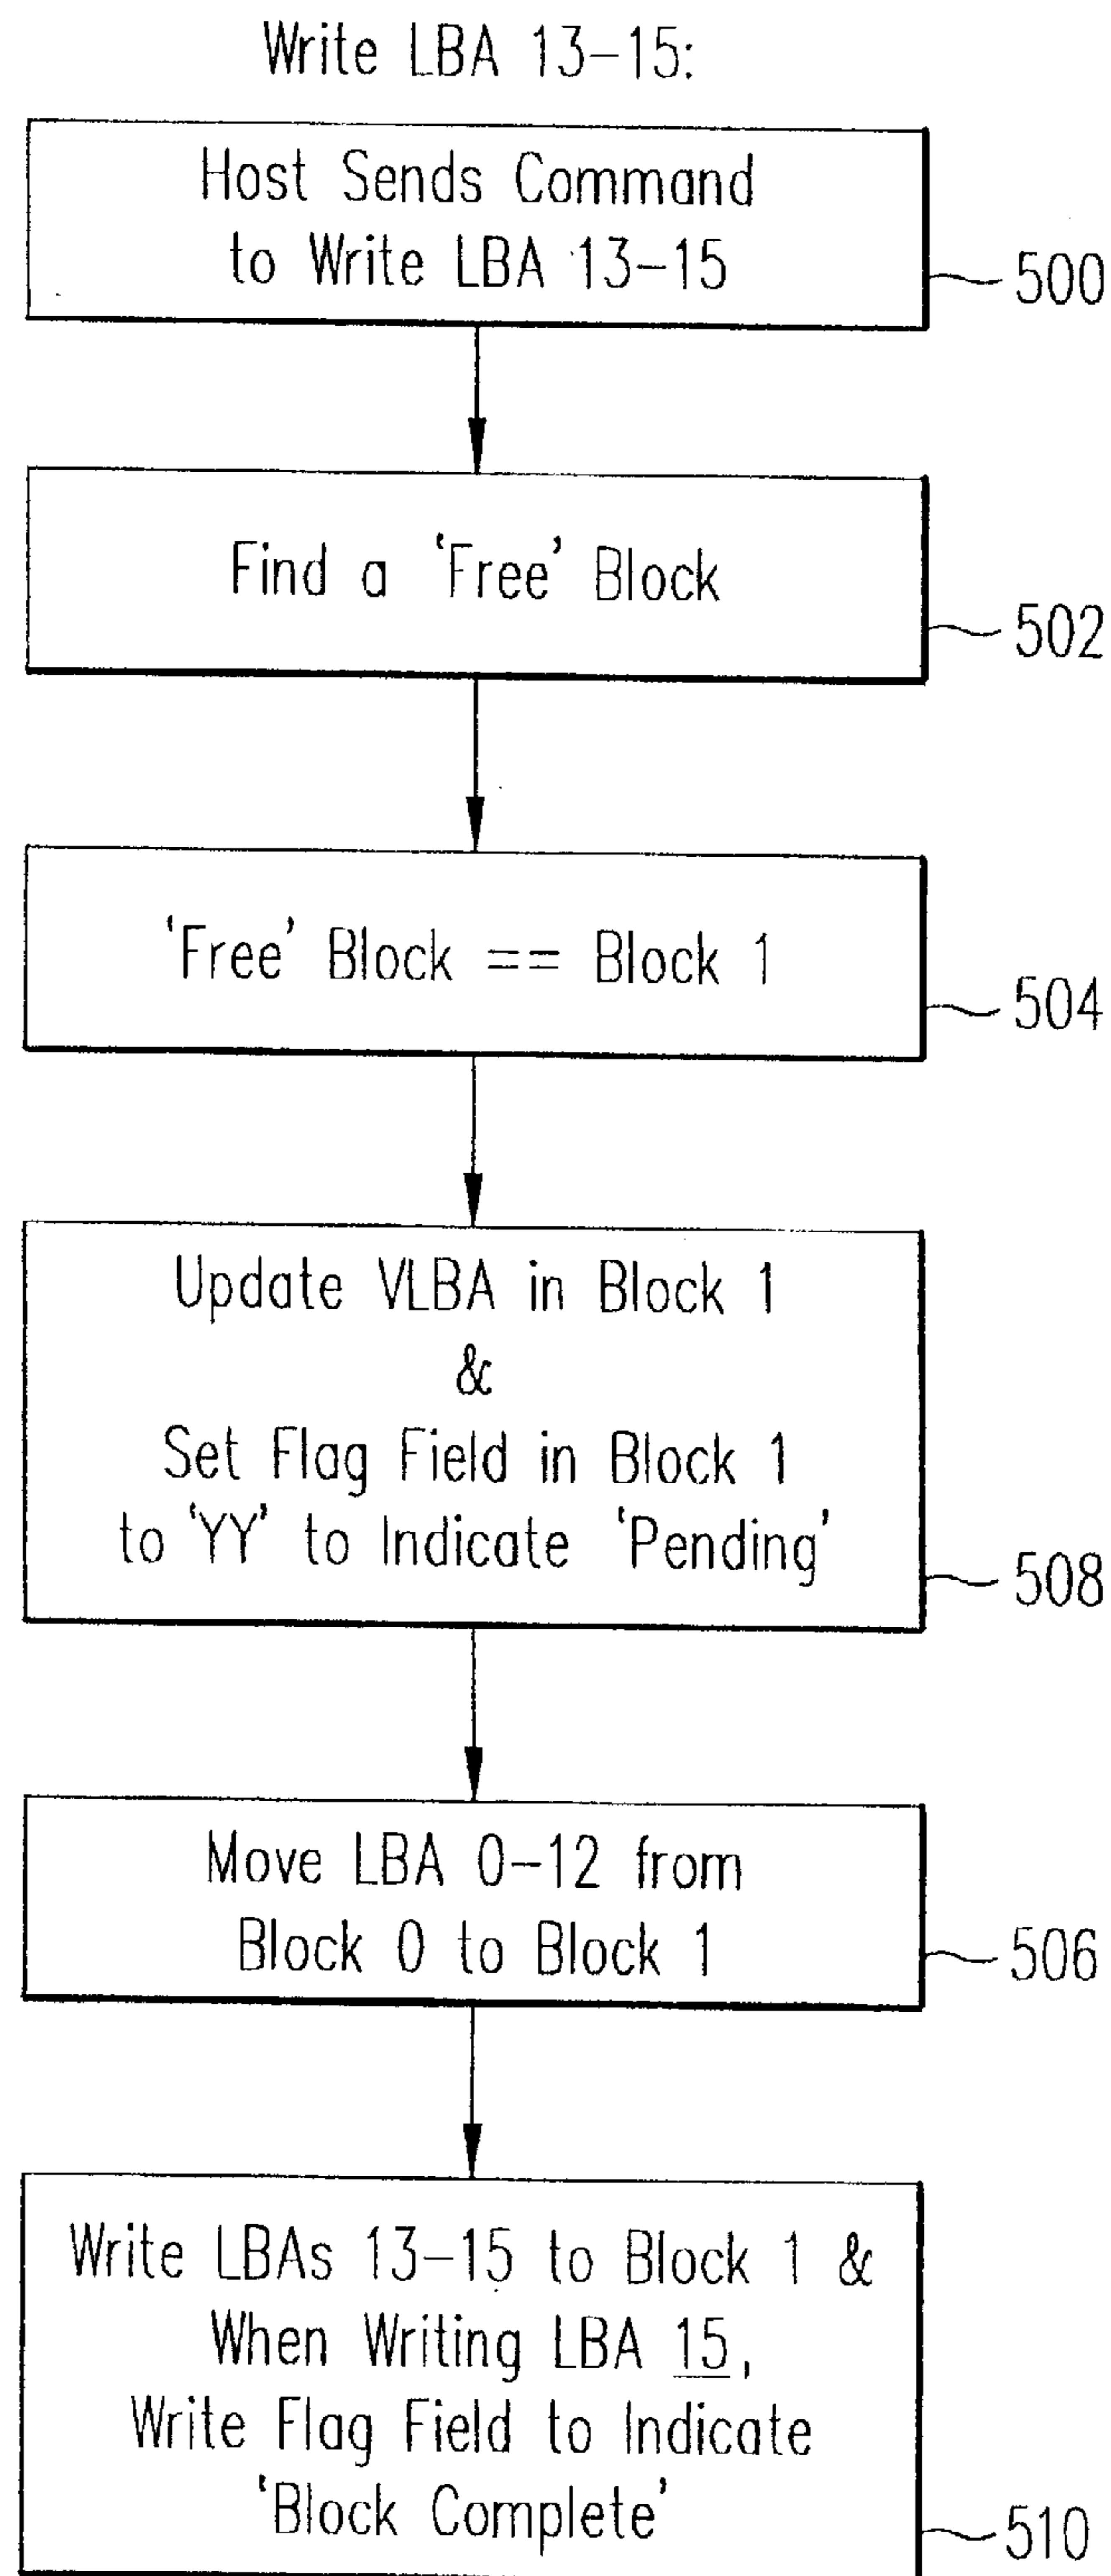 Write LBA 13-15:
Host Sends Command
to Write LBA 13-15
500
Find a 'Free' Block
502
'Free' Block == Block 1
504
Update VLBA in Block 1
&
Set Flag Field in Block 1
to 'YY' to Indicate 'Pending'
508
Move LBA 0-12 from
Block 0 to Block 1
506
Write LBAs 13-15 to Block 1 &
When Writing LBA 15,
Write Flag Field to Indicate
'Block Complete'
510